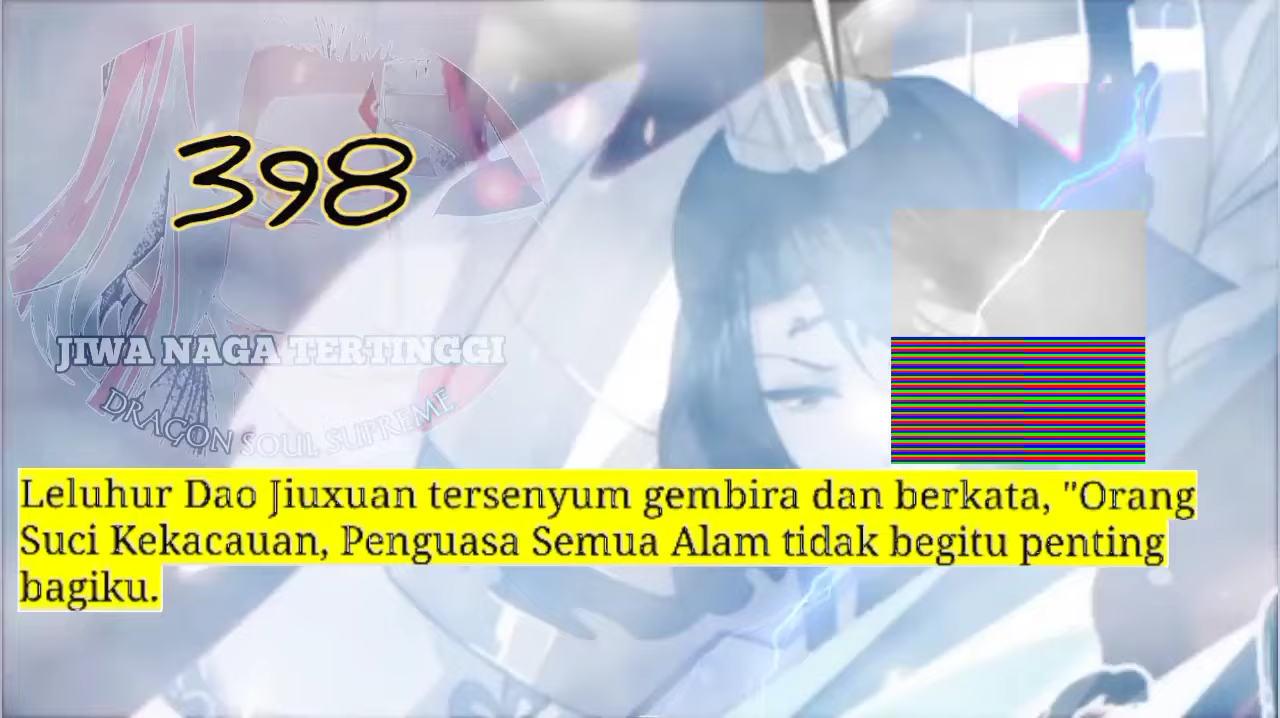 398
JIWA NAGA TERTINGGI
DRAGON SOUL SUPREME
Leluhur Dao Jiuxuan tersenyum gembira dan berkata, "Orang
Suci Kekacauan, Penguasa Semua Alam tidak begitu penting
bagiku.